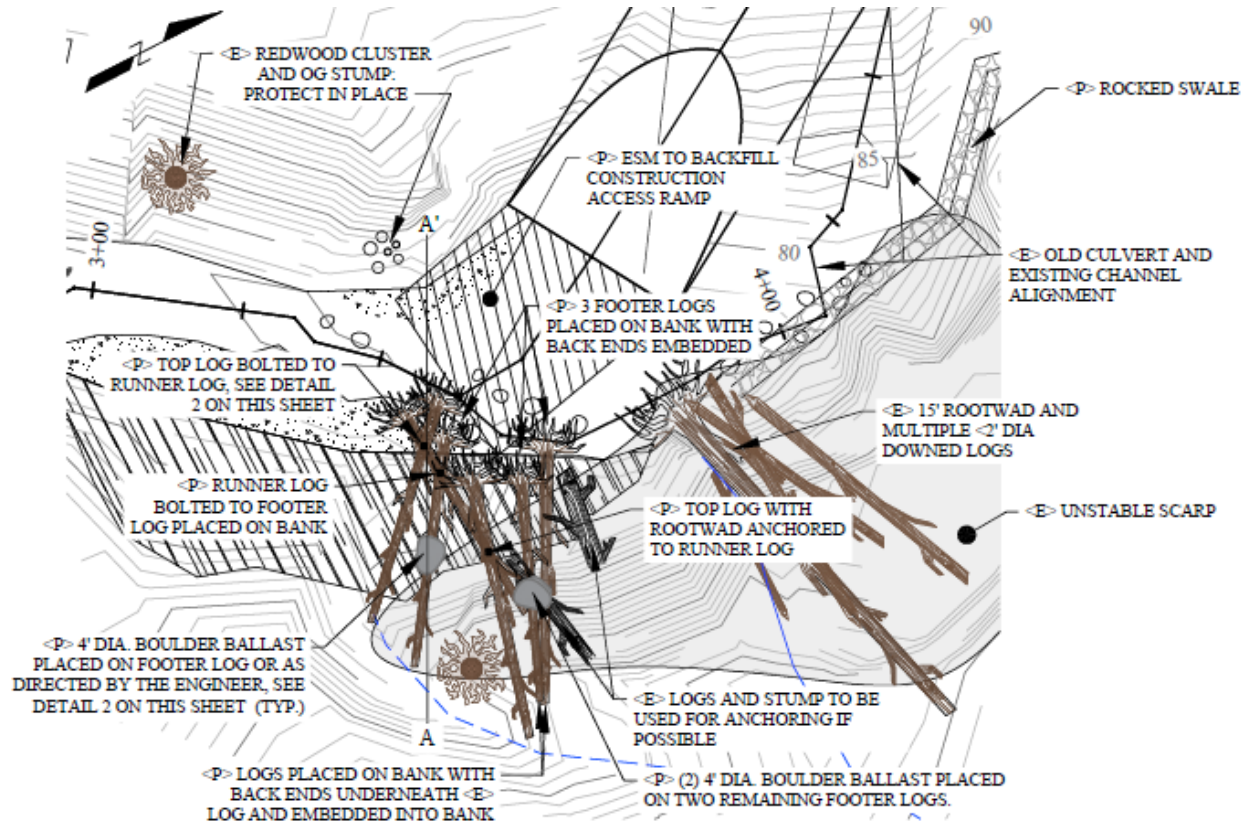 90
<E> REDWOOD CLUSTER
AND OG STUMP:
PROTECT IN PLACE
Z
<P> ROCKED SWALE
85
<P> ESM TO BACKFILL
CONSTRUCTION
ACCESS RAMP
A'
3+00
80
4+00
<E> OLD CULVERT AND
EXISTING CHANNEL
ALIGNMENT
<P> 3 FOOTER LOGS
PLACED ON BANK WITH
BACK ENDS EMBEDDED
<P> TOP LOG BOLTED TO
RUNNER LOG, SEE DETAIL
2 ON THIS SHEET
<E> 15' ROOTWAD AND
MULTIPLE <2' DIA
DOWNED LOGS
<P> RUNNER LOG
BOLTED TO FOOTER
LOG PLACED ON BANK
<P> TOP LOG WITH
ROOTWAD ANCHORED
TO RUNNER LOG
<E> UNSTABLE SCARP
<P> 4' DIA. BOULDER BALLAST
PLACED ON FOOTER LOG OR AS
DIRECTED BY THE ENGINEER, SEE
DETAIL 2 ON THIS SHEET (TYP.)
<E> LOGS AND STUMP TO BE
USED FOR ANCHORING IF
POSSIBLE
A
<P> LOGS PLACED ON BANK WITH
BACK ENDS UNDERNEATH <E>
LOG AND EMBEDDED INTO BANK
<P> (2) 4' DIA. BOULDER BALLAST PLACED
ON TWO REMAINING FOOTER LOGS.